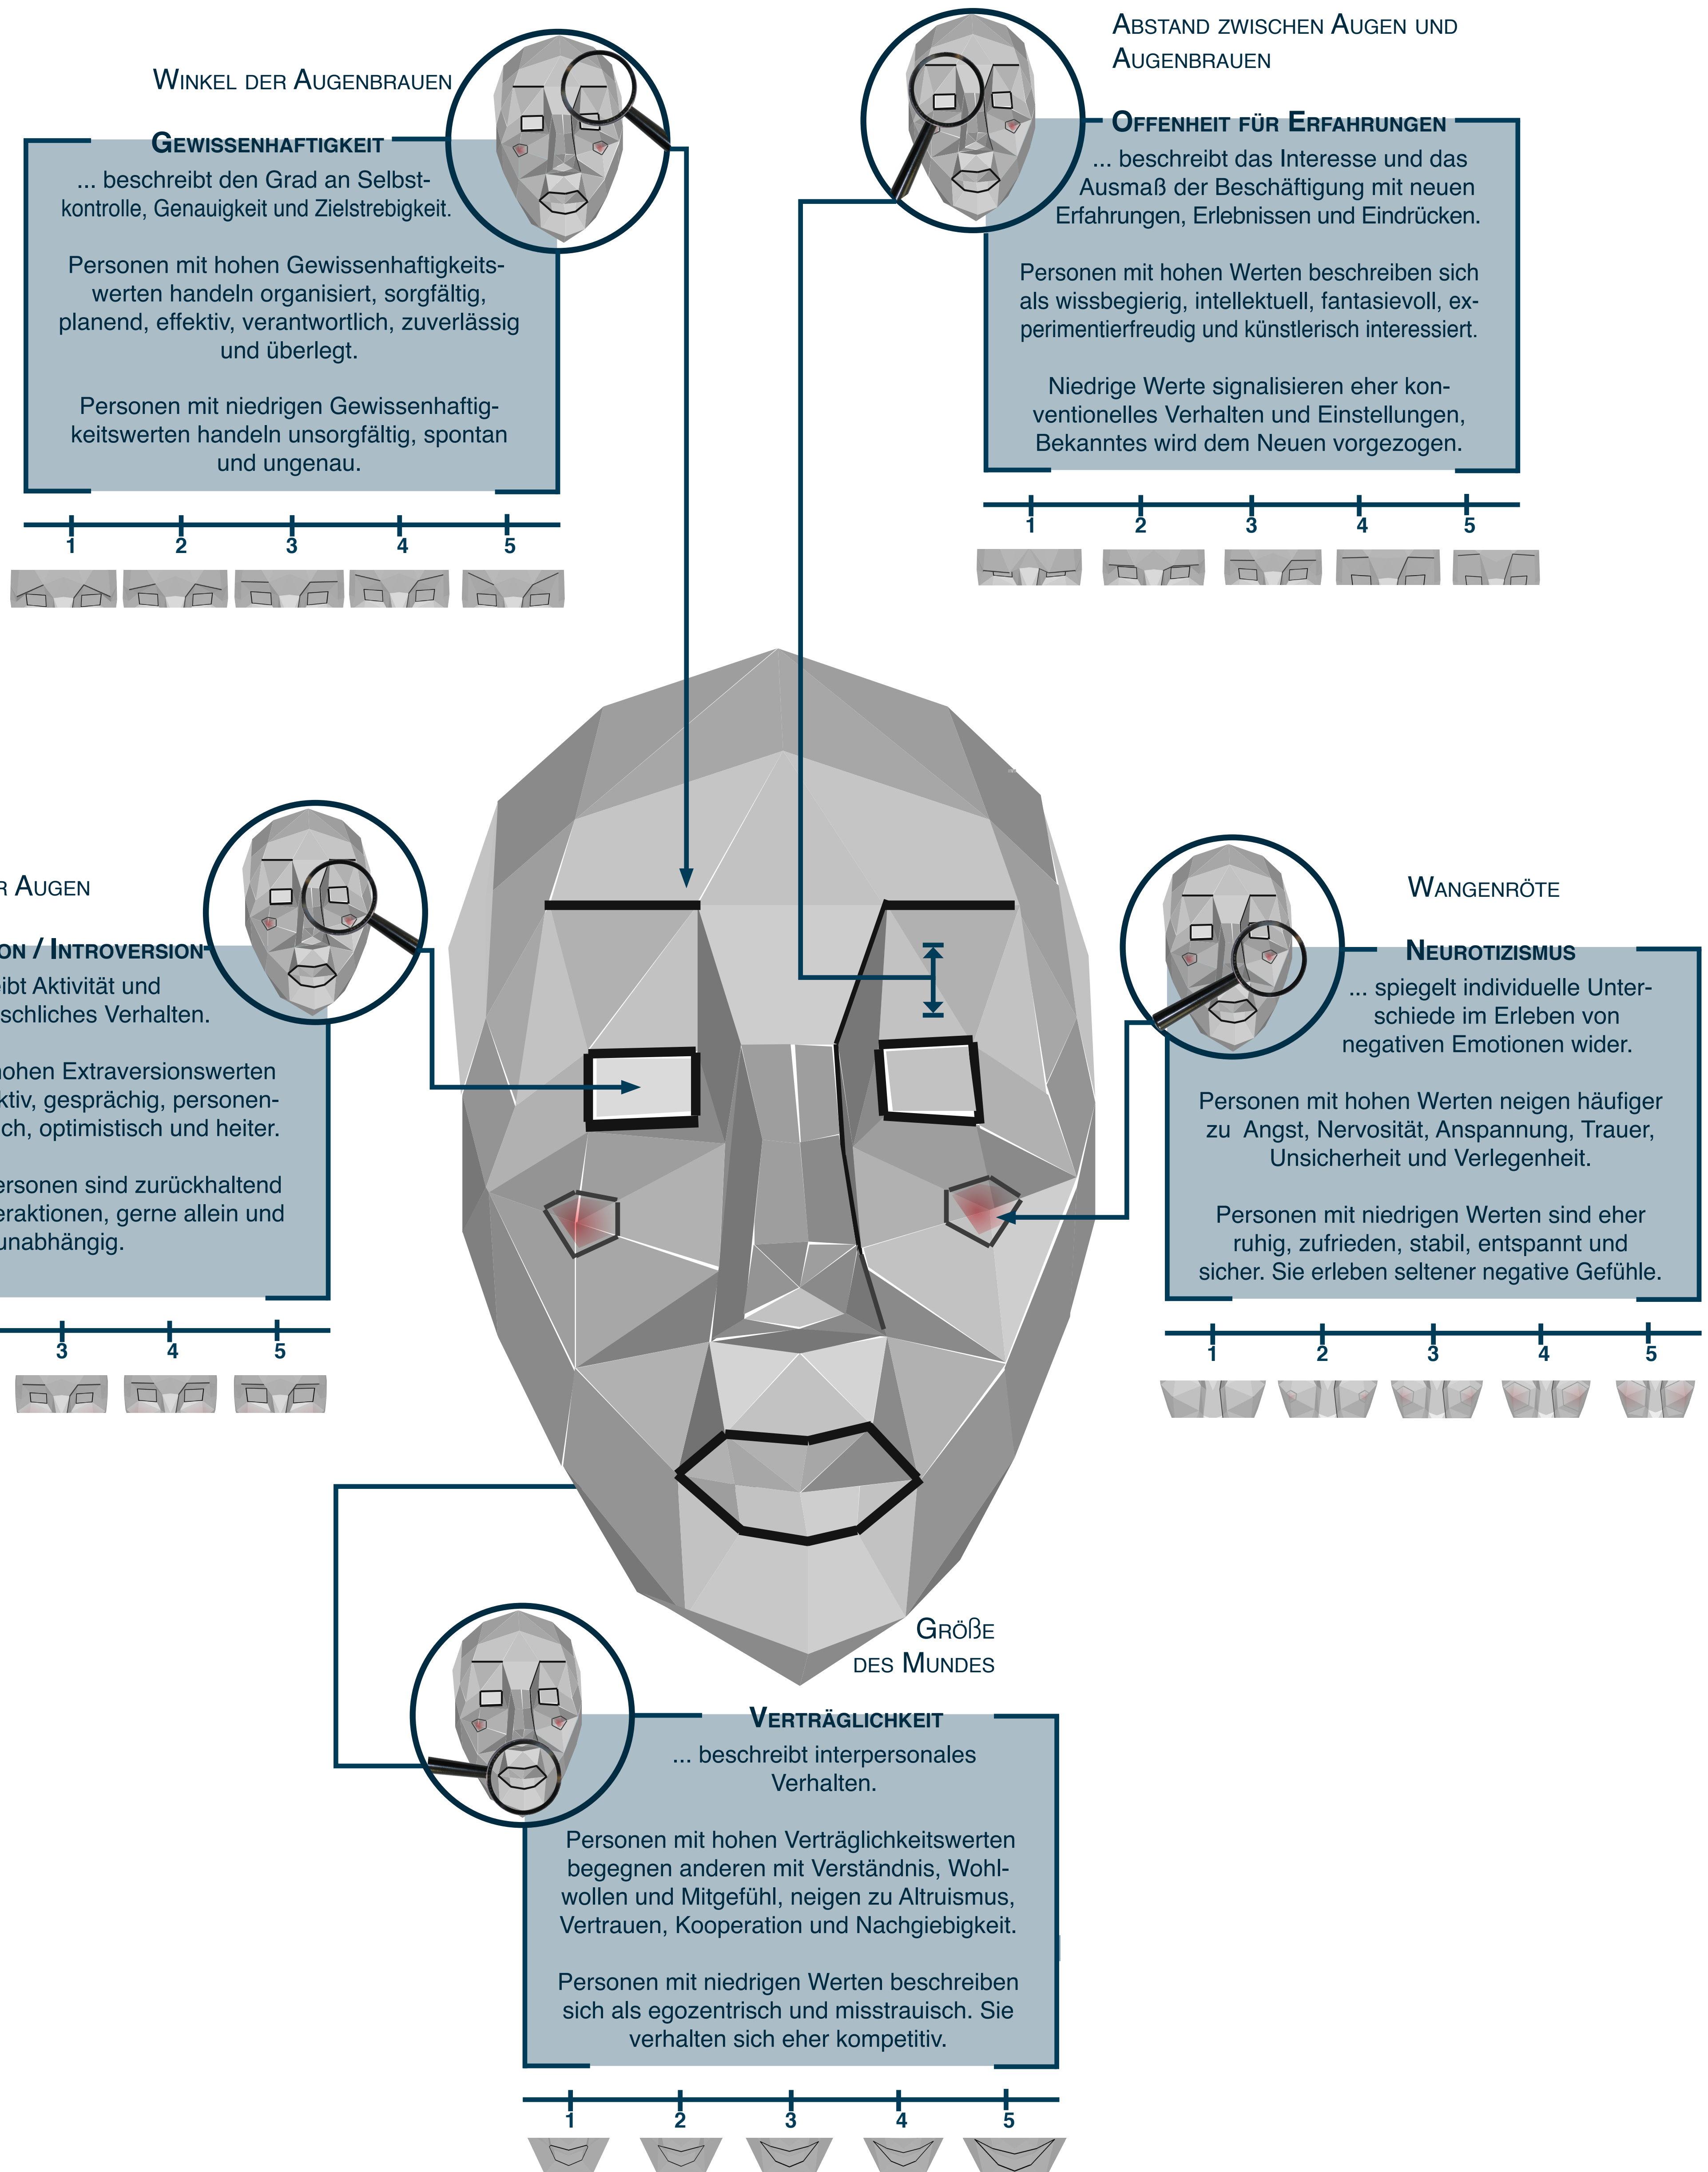 Winkel der Augenbrauen
Gewissenhaftigkeit
... beschreibt den Grad an Selbst-
kontrolle, Genauigkeit und Zielstrebigkeit.
Personen mit hohen Gewissenhaftigkeits-
werten handeln organisiert, sorgfältig,
planend, effektiv, verantwortlich, zuverlässig
und überlegt.
Personen mit niedrigen Gewissenhaftig-
keitswerten handeln unsorgfältig, spontan
und ungenau.
1 2 3 4 5
Abstand zwischen Augen und
Augenbrauen
Offenheit für Erfahrungen
... beschreibt das Interesse und das
Ausmaß der Beschäftigung mit neuen
Erfahrungen, Erlebnissen und Eindrücken.
Personen mit hohen Werten beschreiben sich
als wissbegierig, intellektuell, fantasievoll, ex-
perimentierfreudig und künstlerisch interessiert.
Niedrige Werte signalisieren eher kon-
ventionelles Verhalten und Einstellungen,
Bekanntes wird dem Neuen vorgezogen.
1 2 3 4 5
r Augen
on / Introversion
eibt Aktivität und
schliches Verhalten.
hohen Extraversionswerten
ktiv, gesprächig, personen-
ch, optimistisch und heiter.
ersonen sind zurückhaltend
eraktionen, gerne allein und
unabhängig.
3 4 5
Wangenröte
Neurotizismus
... spiegelt individuelle Unter-
schiede im Erleben von
negativen Emotionen wider.
Personen mit hohen Werten neigen häufiger
zu Angst, Nervosität, Anspannung, Trauer,
Unsicherheit und Verlegenheit.
Personen mit niedrigen Werten sind eher
ruhig, zufrieden, stabil, entspannt und
sicher. Sie erleben seltener negative Gefühle.
1 2 3 4 5
Größe
des Mundes
Verträglichkeit
... beschreibt interpersonales
Verhalten.
Personen mit hohen Verträglichkeitswerten
begegnen anderen mit Verständnis, Wohl-
wollen und Mitgefühl, neigen zu Altruismus,
Vertrauen, Kooperation und Nachgiebigkeit.
Personen mit niedrigen Werten beschreiben
sich als egozentrisch und misstrauisch. Sie
verhalten sich eher kompetitiv.
1 2 3 4 5